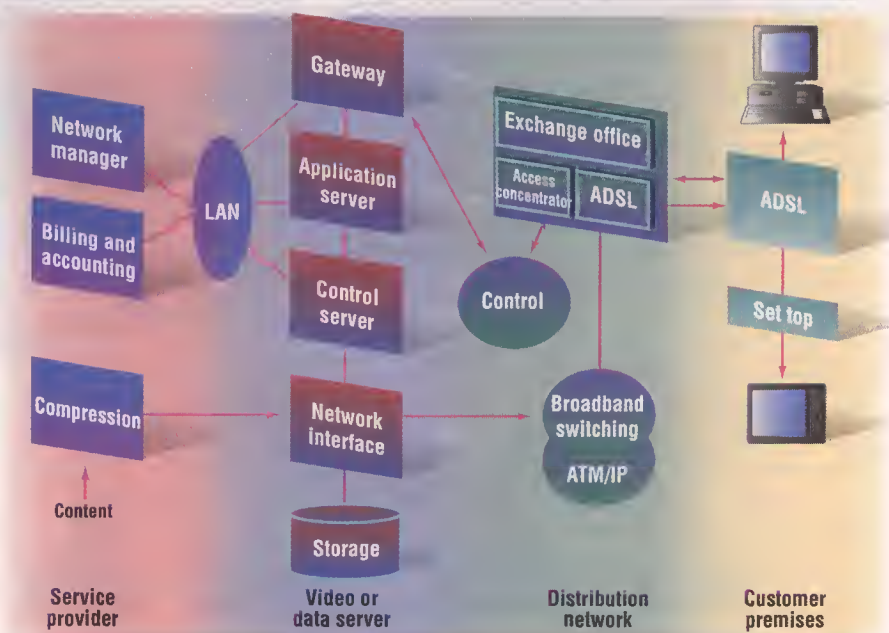 Gateway
Network
manager
Exchange office
Application
server
Access
concentrator
ADSL
ADSL
LAN
Billing and
accounting
Control
server
Control
Set top
Compression
Network
interface
Broadband
switching
ATM/IP
Content
Storage
Service
provider
Video or
data server
Distribution
network
Customer
premises